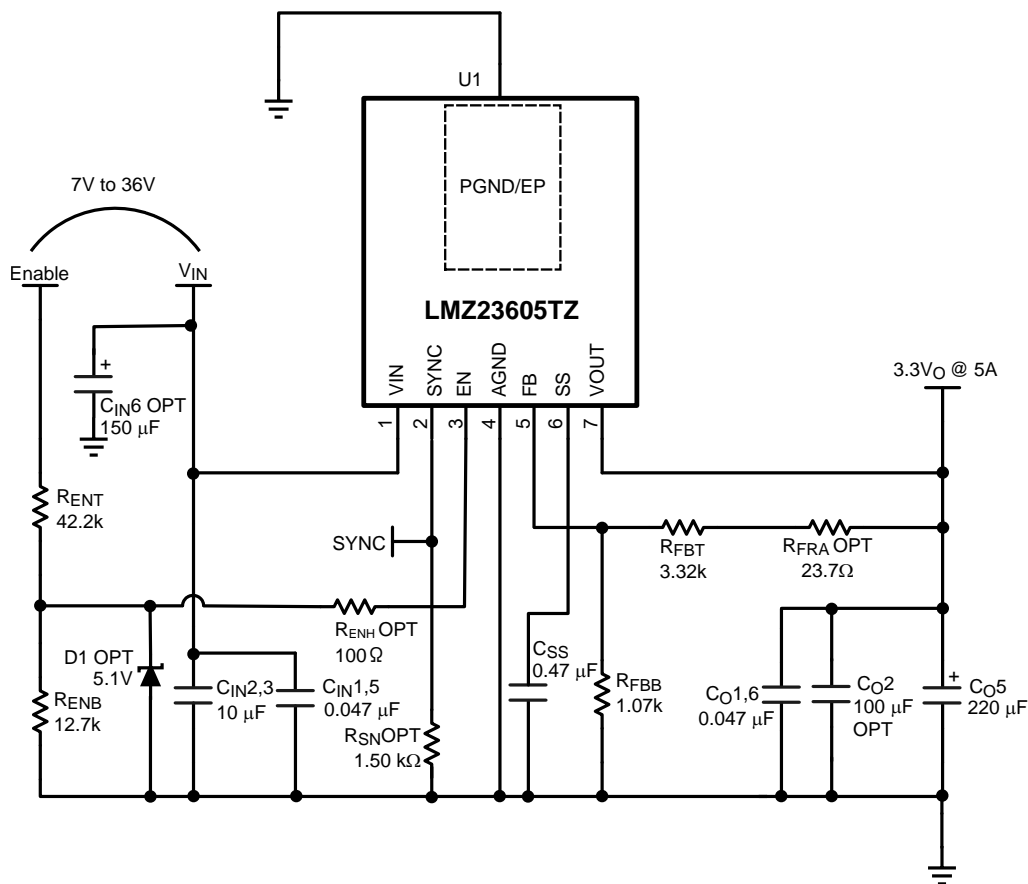 U1
PGND/EP
7V to 36V
Enable
VIN
LMZ23605TZ
VIN
SYNC
EN
AGND
FB
SS
VOUT
1
2
3
4
5
6
7
3.3VO @ 5A
+
CIN6 OPT
150 μF
RENT
42.2k
SYNC
RFBT
3.32k
RFRA OPT
23.7Ω
RENH OPT
100 Ω
D1 OPT
5.1V
RENB
12.7k
CIN2,3
10 μF
CIN1,5
0.047 μF
RSNOPT
1.50 kΩ
CSS
0.47 μF
RFBB
1.07k
CO1,6
0.047 μF
CO2
100 μF
OPT
+
CO5
220 μF